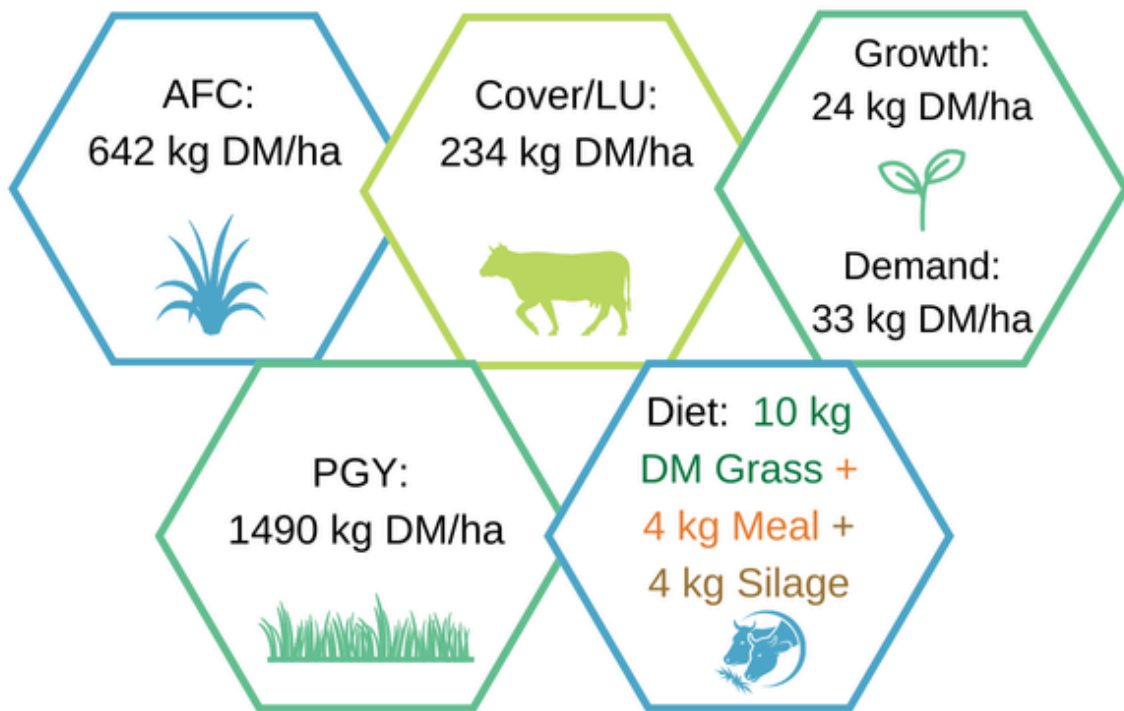 AFC:
642 kg DM/ha
Cover/LU:
234 kg DM/ha
Growth:
24 kg DM/ha
Demand:
33 kg DM/ha
PGY:
1490 kg DM/ha
Diet: 10 kg
DM Grass +
4 kg Meal +
4 kg Silage